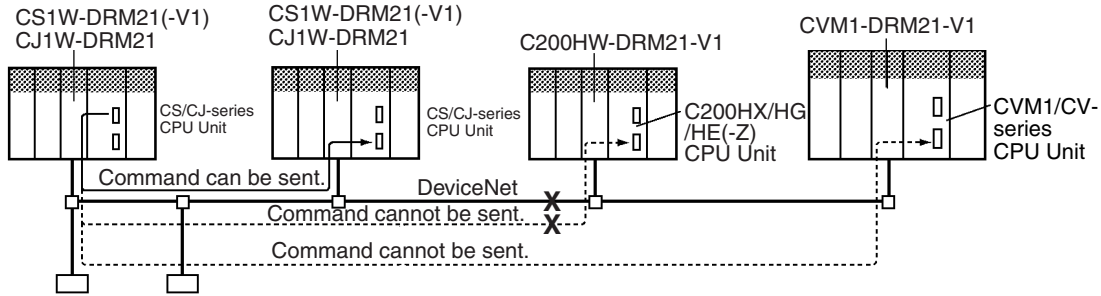 CS1W-DRM21(-V1)
CJ1W-DRM21
CS1W-DRM21(-V1)
CJ1W-DRM21
C200HW-DRM21-V1
CVM1-DRM21-V1
CS/CJ-series
CPU Unit
CS/CJ-series
CPU Unit
C200HX/HG
/HE(-Z)
CPU Unit
CVM1/CV-
series
CPU Unit
Command can be sent.
DeviceNet
X
Command cannot be sent.
X
Command cannot be sent.